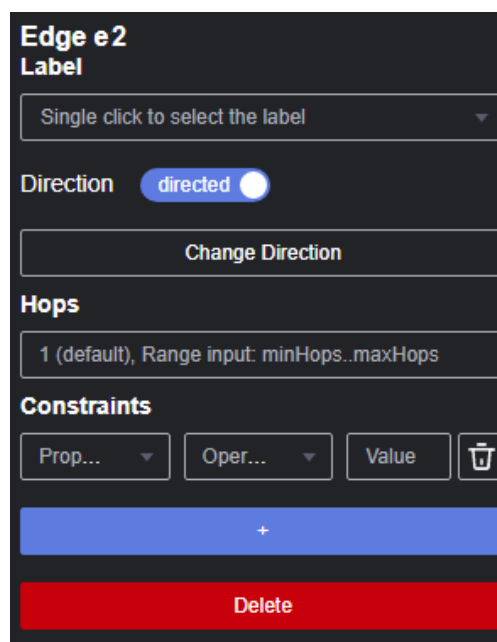 Edge e2
Label
Single click to select the label
Direction directed
Change Direction
Hops
1 (default), Range input: minHops..maxHops
Constraints
Prop... Oper... Value
+
Delete